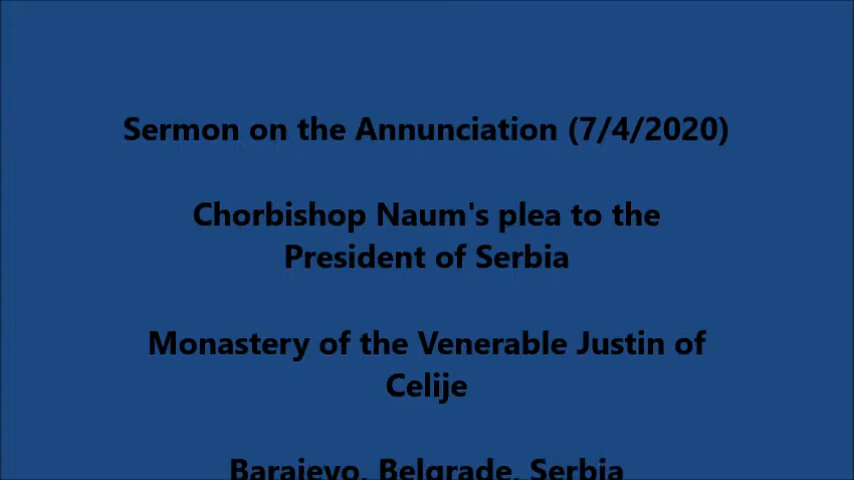 Sermon on the Annunciation (7/4/2020)
Chorbishop Naum's plea to the
President of Serbia
Monastery of the Venerable Justin of
Celije
Barajevo, Belgrade, Serbia